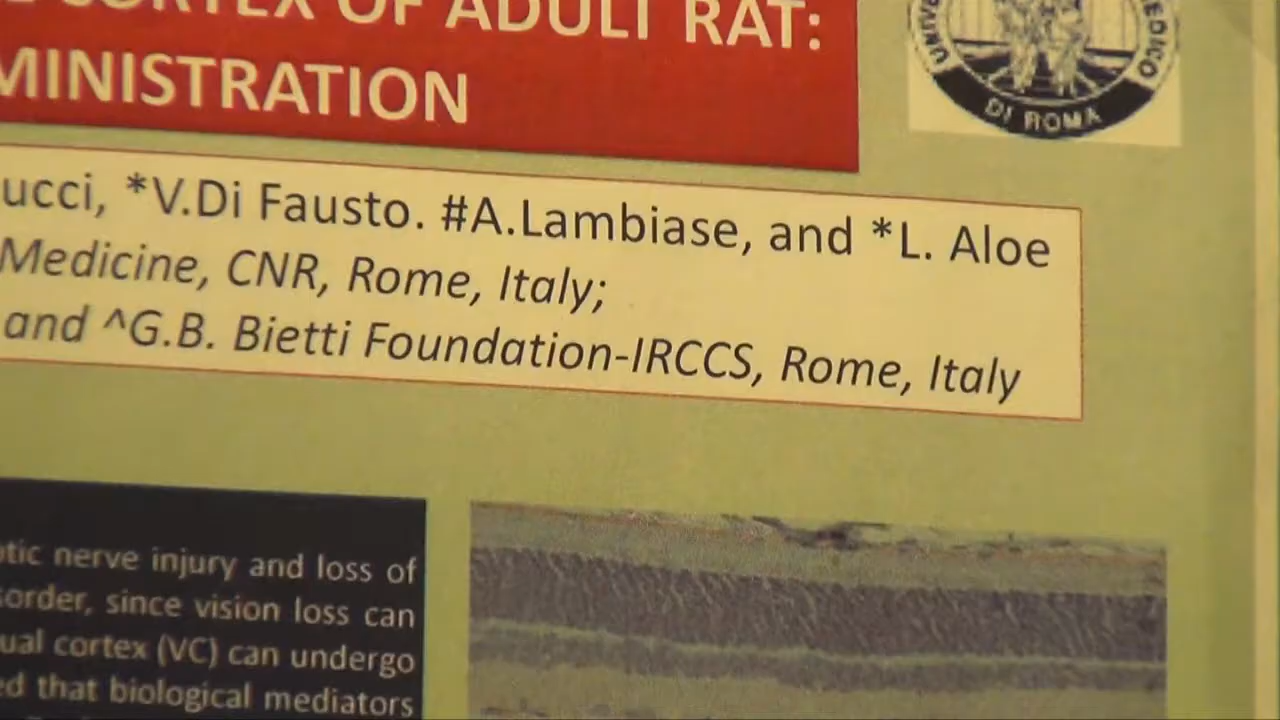 CORTEX OF ADULT RAT:
MINISTRATION
DI ROMA
ucci, *V.Di Fausto. #A.Lambiase, and *L. Aloe
Medicine, CNR, Rome, Italy;
and ^G.B. Bietti Foundation-IRCCS, Rome, Italy
tic nerve injury and loss of
order, since vision loss can
ual cortex (VC) can undergo
ed that biological mediators